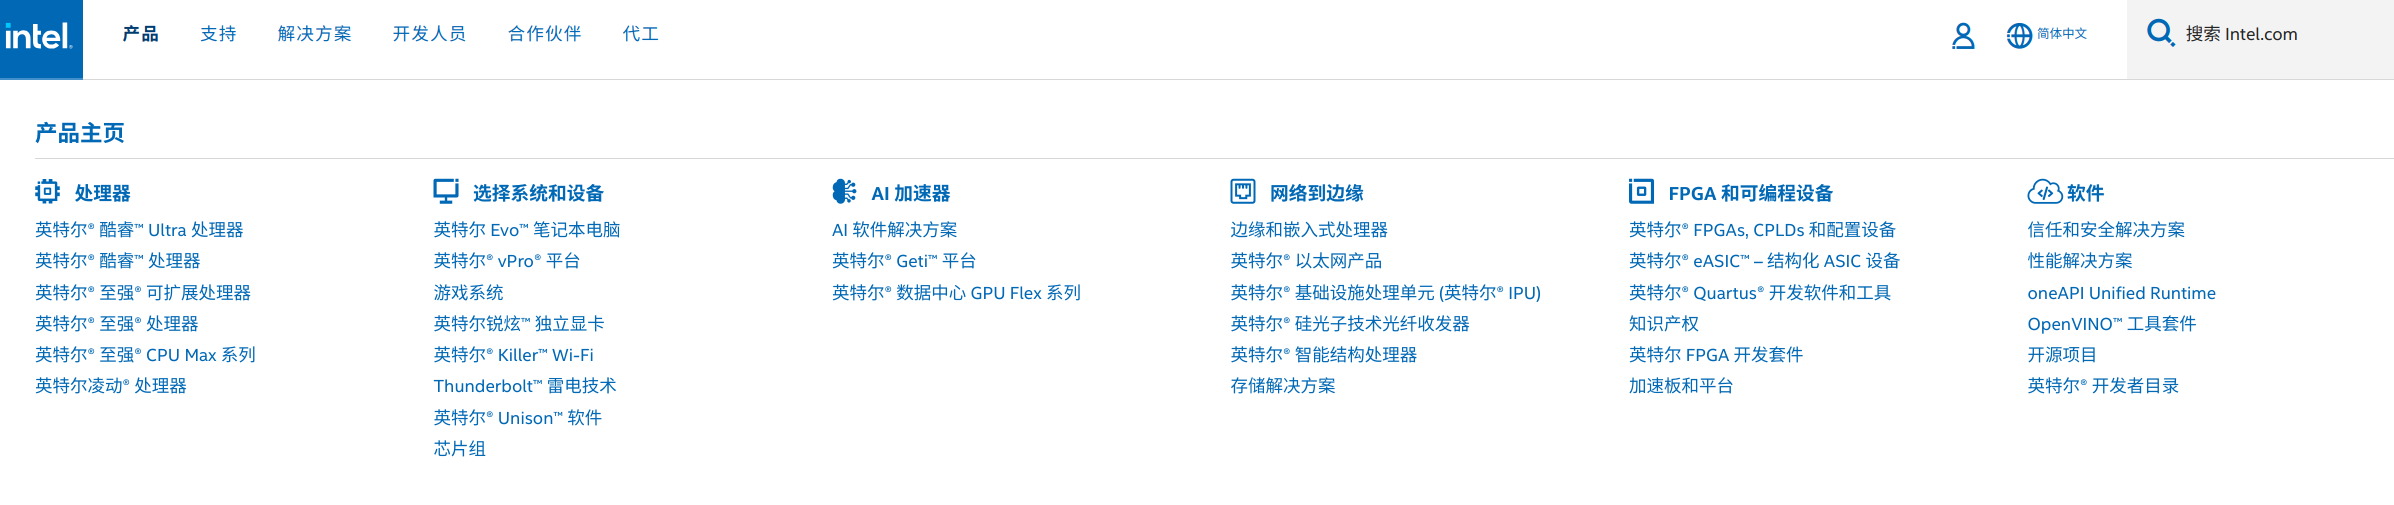 intel.
产品
支持
解决方案
开发人员
合作伙伴
代工
简体中文
搜索 Intel.com
产品主页
处理器
英特尔® 酷睿™ Ultra 处理器
英特尔® 酷睿™ 处理器
英特尔® 至强® 可扩展处理器
英特尔® 至强® 处理器
英特尔® 至强® CPU Max 系列
英特尔凌动® 处理器
选择系统和设备
英特尔 Evo™ 笔记本电脑
英特尔® vPro® 平台
游戏系统
英特尔锐炫™ 独立显卡
英特尔® Killer™ Wi-Fi
Thunderbolt™ 雷电技术
英特尔® Unison™ 软件
芯片组
AI 加速器
AI 软件解决方案
英特尔® Geti™ 平台
英特尔® 数据中心 GPU Flex 系列
网络到边缘
边缘和嵌入式处理器
英特尔® 以太网产品
英特尔® 基础设施处理单元 (英特尔® IPU)
英特尔® 硅光子技术光纤收发器
英特尔® 智能结构处理器
存储解决方案
FPGA 和可编程设备
英特尔® FPGAs, CPLDs 和配置设备
英特尔® eASIC™ – 结构化 ASIC 设备
英特尔® Quartus® 开发软件和工具
知识产权
英特尔 FPGA 开发套件
加速板和平台
软件
信任和安全解决方案
性能解决方案
oneAPI Unified Runtime
OpenVINO™ 工具套件
开源项目
英特尔® 开发者目录